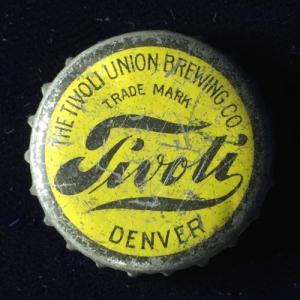 THE TIVOLI UNION BREWING CO.
TRADE MARK
Tivoli
DENVER